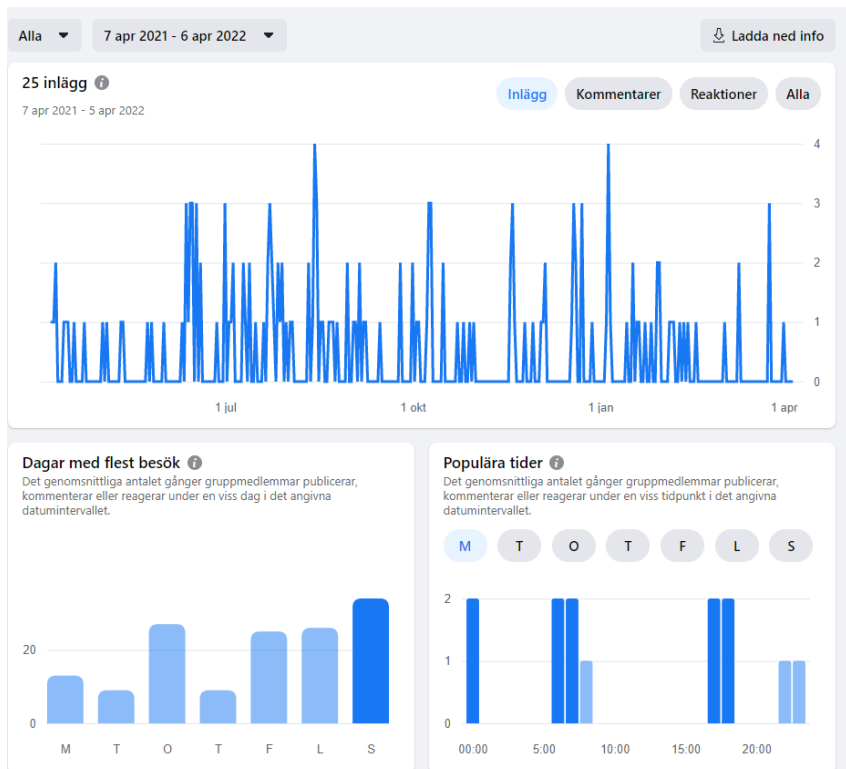 Alla
7 apr 2021 - 6 apr 2022
Ladda ned info
25 inlägg
Inlägg
Kommentarer
Reaktioner
Alla
7 apr 2021 - 5 apr 2022
4
3
2
1
0
1 jul
1 okt
1 jan
1 apr
Dagar med flest besök
Det genomsnittliga antalet gånger gruppmedlemmar publicerar,
kommenterar eller reagerar under en viss dag i det angivna
datumintervallet.
20
0
M T O T F L S
Populära tider
Det genomsnittliga antalet gånger gruppmedlemmar publicerar,
kommenterar eller reagerar under en viss tidpunkt i det angivna
datumintervallet.
M T O T F L S
2
1
0
00:00 5:00 10:00 15:00 20:00